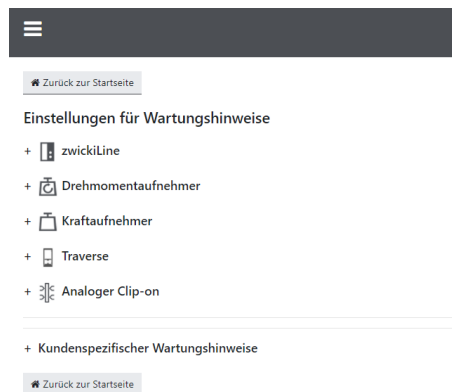 Zurück zur Startseite
Einstellungen für Wartungshinweise
+ zwickiLine
+ Drehmomentaufnehmer
+ Kraftaufnehmer
+ Traverse
+ Analoger Clip-on
+ Kundenspezifischer Wartungshinweise
Zurück zur Startseite